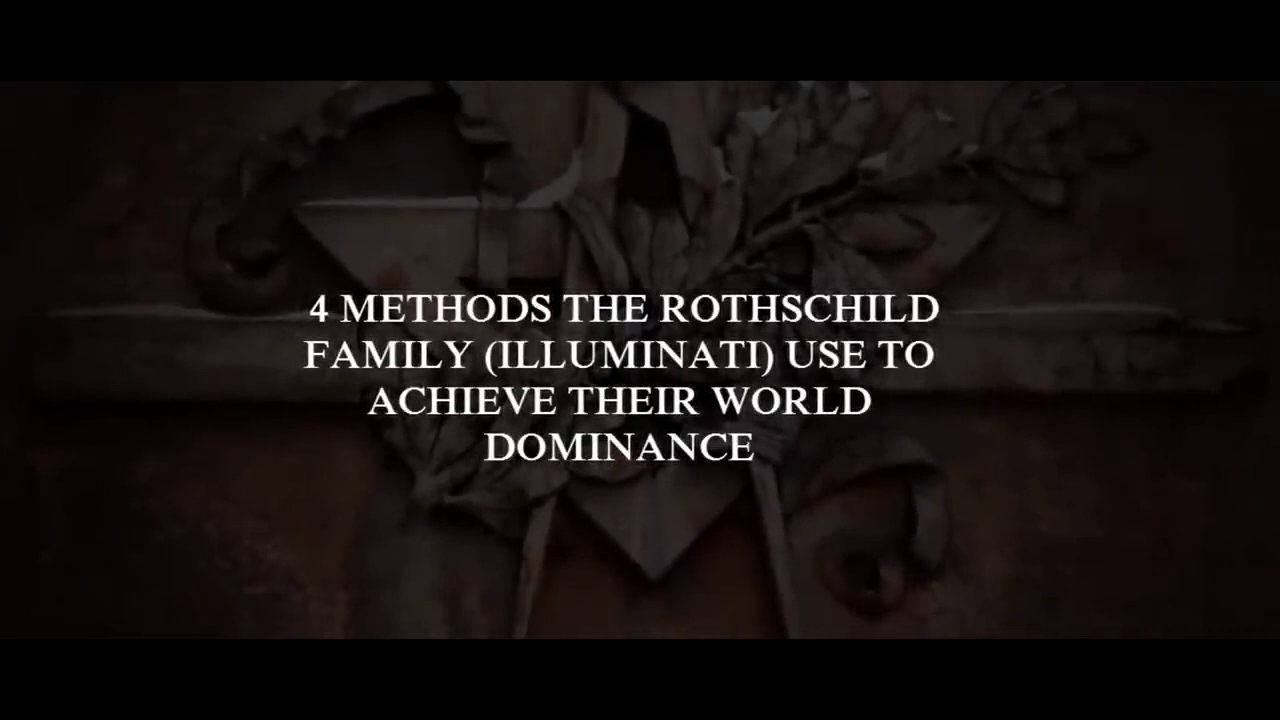 4 METHODS THE ROTHSCHILD
FAMILY (ILLUMINATI) USE TO
ACHIEVE THEIR WORLD
DOMINANCE